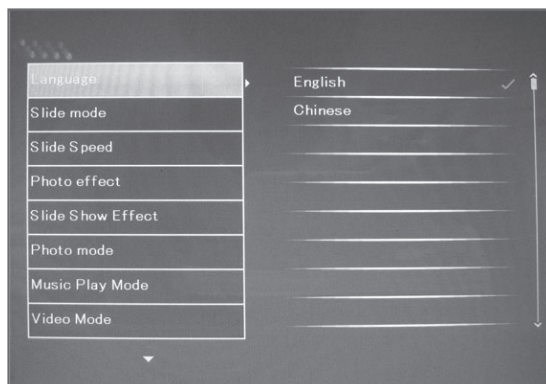 Language
English
Slide mode
Chinese
Slide Speed
Photo effect
Slide Show Effect
Photo mode
Music Play Mode
Video Mode